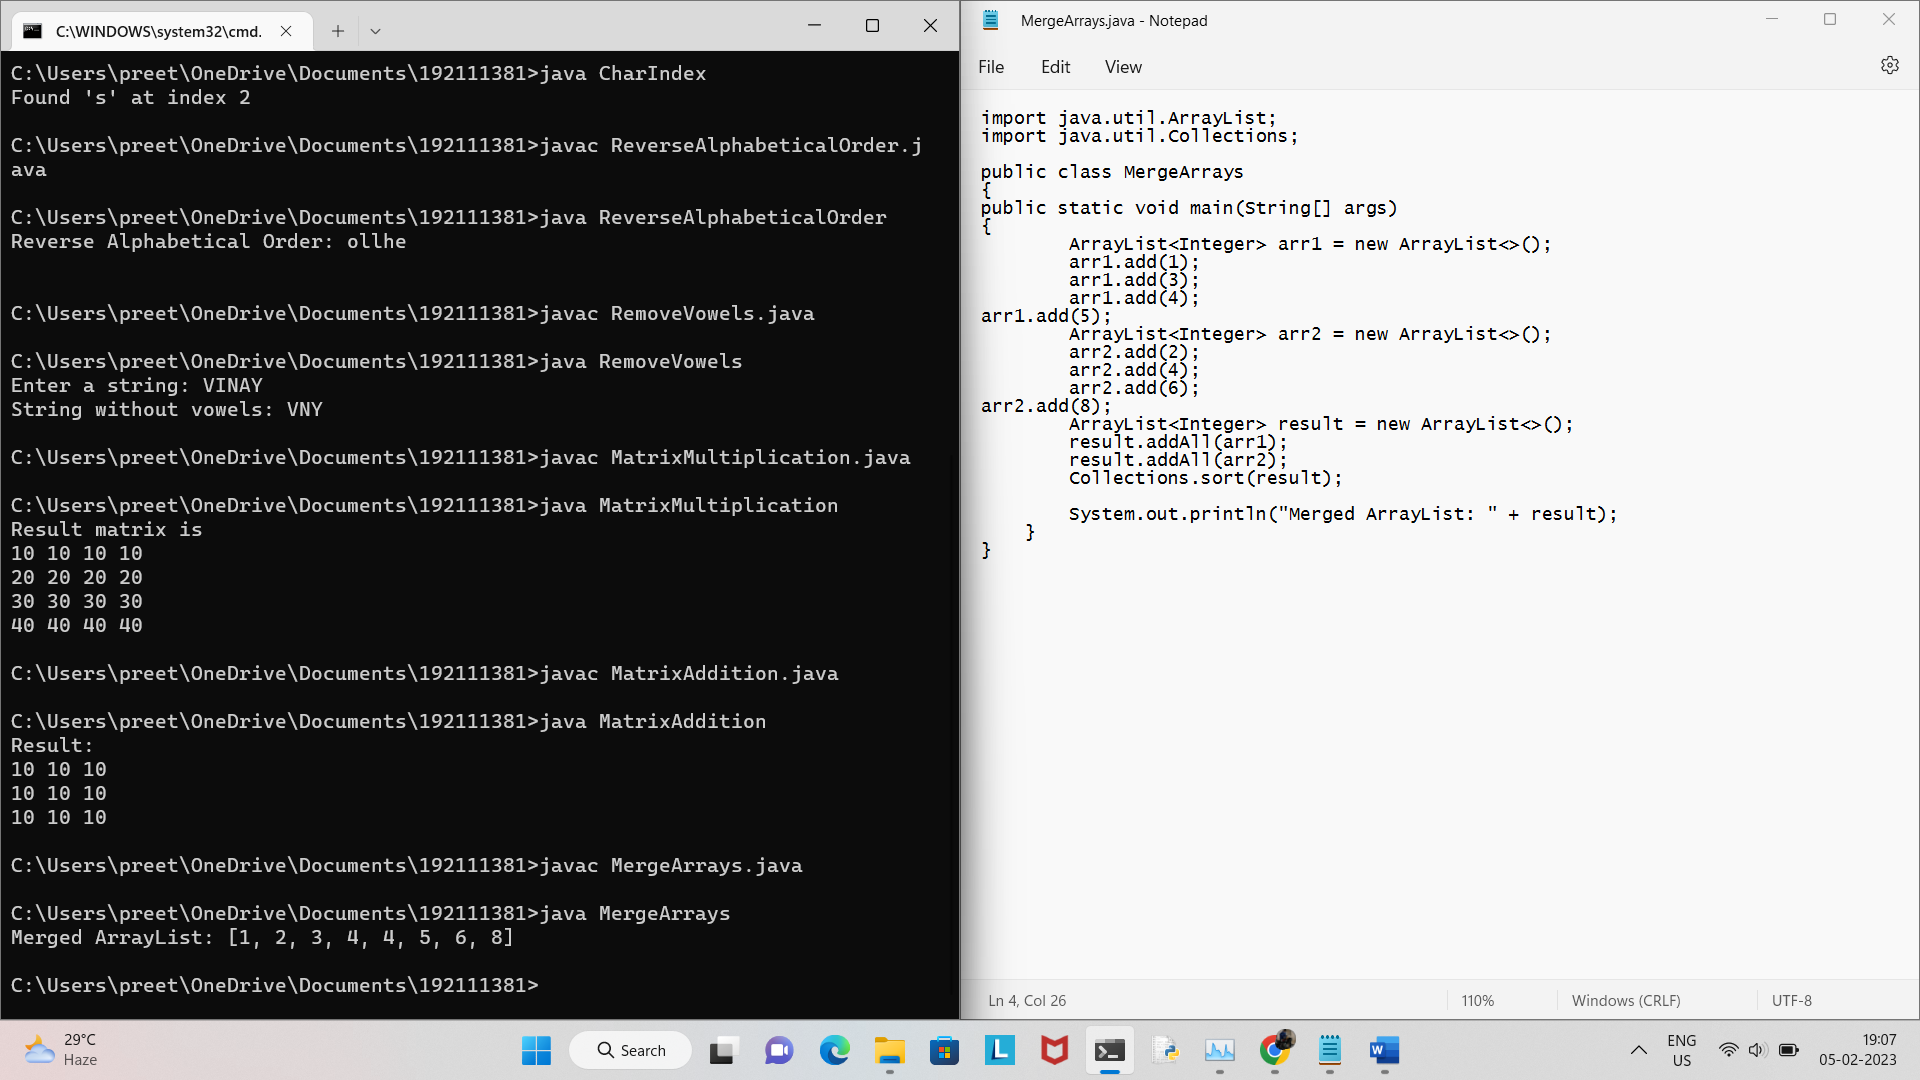 C:\WINDOWS\system32\cmd.
C:\Users\preet\OneDrive\Documents\192111381>java CharIndex
Found 's' at index 2
C:\Users\preet\OneDrive\Documents\192111381>javac ReverseAlphabeticalOrder.j
ava
C:\Users\preet\OneDrive\Documents\192111381>java ReverseAlphabeticalOrder
Reverse Alphabetical Order: ollhe
C:\Users\preet\OneDrive\Documents\192111381>javac RemoveVowels.java
C:\Users\preet\OneDrive\Documents\192111381>java RemoveVowels
Enter a string: VINAY
String without vowels: VNY
C:\Users\preet\OneDrive\Documents\192111381>javac MatrixMultiplication.java
C:\Users\preet\OneDrive\Documents\192111381>java MatrixMultiplication
Result matrix is
10 10 10 10
20 20 20 20
30 30 30 30
40 40 40 40
C:\Users\preet\OneDrive\Documents\192111381>javac MatrixAddition.java
C:\Users\preet\OneDrive\Documents\192111381>java MatrixAddition
Result:
10 10 10
10 10 10
10 10 10
C:\Users\preet\OneDrive\Documents\192111381>javac MergeArrays.java
C:\Users\preet\OneDrive\Documents\192111381>java MergeArrays
Merged ArrayList: [1, 2, 3, 4, 4, 5, 6, 8]
C:\Users\preet\OneDrive\Documents\192111381>
MergeArrays.java - Notepad
File Edit View
import java.util.ArrayList;
import java.util.Collections;
public class MergeArrays
{
public static void main(String[] args)
{
ArrayList<Integer> arr1 = new ArrayList<>();
arr1.add(1);
arr1.add(3);
arr1.add(4);
arr1.add(5);
ArrayList<Integer> arr2 = new ArrayList<>();
arr2.add(2);
arr2.add(4);
arr2.add(6);
arr2.add(8);
ArrayList<Integer> result = new ArrayList<>();
result.addAll(arr1);
result.addAll(arr2);
Collections.sort(result);
System.out.println("Merged ArrayList: " + result);
}
}
Ln 4, Col 26 110% Windows (CRLF) UTF-8
29°C
Haze
Search
L
W
ENG
US
19:07
05-02-2023